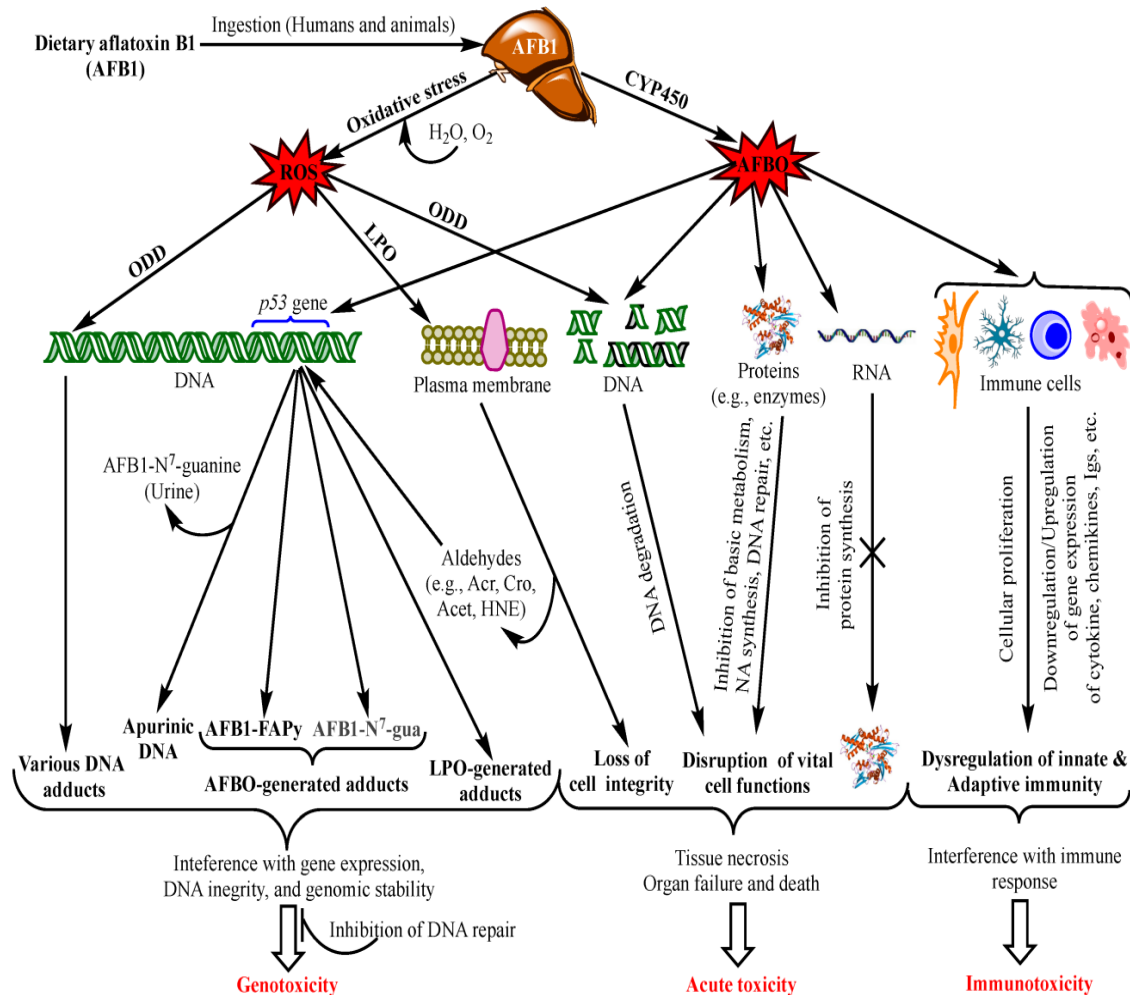 Ingestion (Humans and animals)
Dietary aflatoxin B1
(AFB1)
AFB1
Oxidative stress
CYP450
H₂O, O₂
ROS
AFBO
ODD
LPO
ODD
p53 gene
DNA
Plasma membrane
DNA
Proteins
(e.g., enzymes)
RNA
Immune cells
AFB1-N⁷-guanine
(Urine)
Aldehydes
(e.g., Acr, Cro,
Acet, HNE)
DNA degradation
Inhibition of basic metabolism,
NA synthesis, DNA repair, etc.
Inhibition of
protein synthesis
Cellular proliferation
Downregulation/Upregulation
of gene expression
of cytokine, chemikines, Igs, etc.
Various DNA
adducts
Apurinic
DNA
AFB1-FAPy
AFB1-N⁷-gua
AFBO-generated adducts
LPO-generated
adducts
Loss of
cell integrity
Disruption of vital
cell functions
Dysregulation of innate &
Adaptive immunity
Inteference with gene expression,
DNA inegrity, and genomic stability
Tissue necrosis
Organ failure and death
Interference with immune
response
Inhibition of DNA repair
Genotoxicity
Acute toxicity
Immunotoxicity